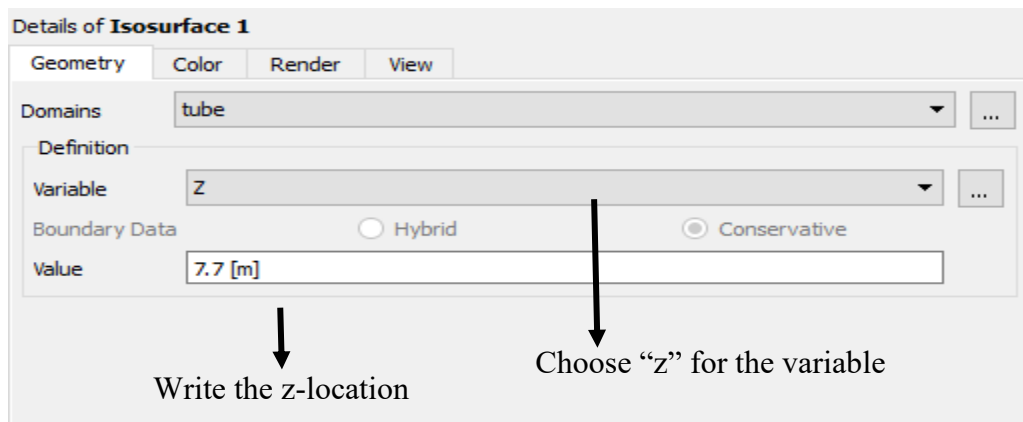 Details of Isosurface 1
Geometry Color Render View
Domains tube ...
Definition
Variable Z ...
Boundary Data Hybrid Conservative
Value 7.7 [m]
Choose “z” for the variable
Write the z-location